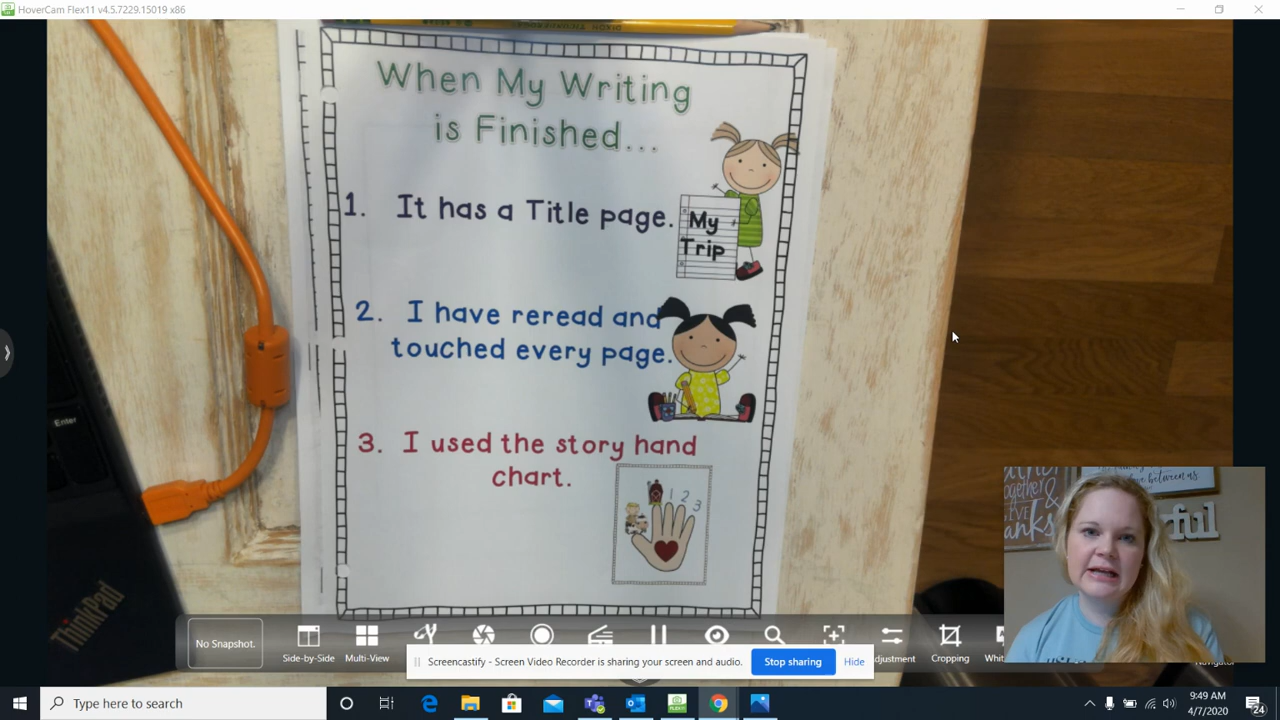 HoverCam Flex11 v4.5.7229.15019 x86
When My Writing
is Finished...
1. It has a Title page.
My
Trip
2. I have reread and
touched every page.
3. I used the story hand
chart.
1 2 3
Enter
ThinkPad
No Snapshot.
Side-by-Side
Multi-View
Cropping
Screencastify - Screen Video Recorder is sharing your screen and audio.
Stop sharing
Hide
Type here to search
FLEX11
9:49 AM
4/7/2020
24